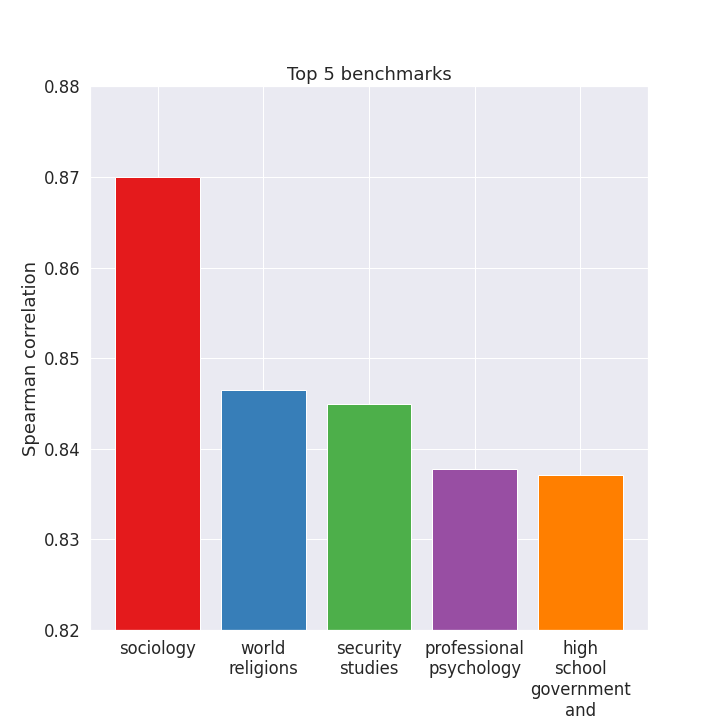 Top 5 benchmarks
Spearman correlation
0.88
0.87
0.86
0.85
0.84
0.83
0.82
sociology
world
religions
security
studies
professional
psychology
high
school
government
and